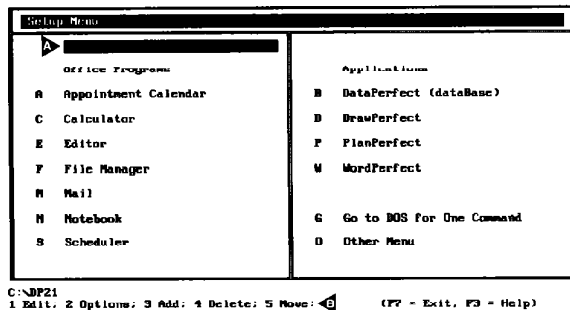 Setup Menu
A
Office Programs
Applications
A Appointment Calendar
B DataPerfect (dataBase)
C Calculator
D DrawPerfect
E Editor
P PlanPerfect
F File Manager
W WordPerfect
M Mail
N Notebook
G Go to DOS for One Command
S Scheduler
O Other Menu
C:\DP21
1 Edit; 2 Options; 3 Add; 4 Delete; 5 Move: B (F7 - Exit, F3 - Help)